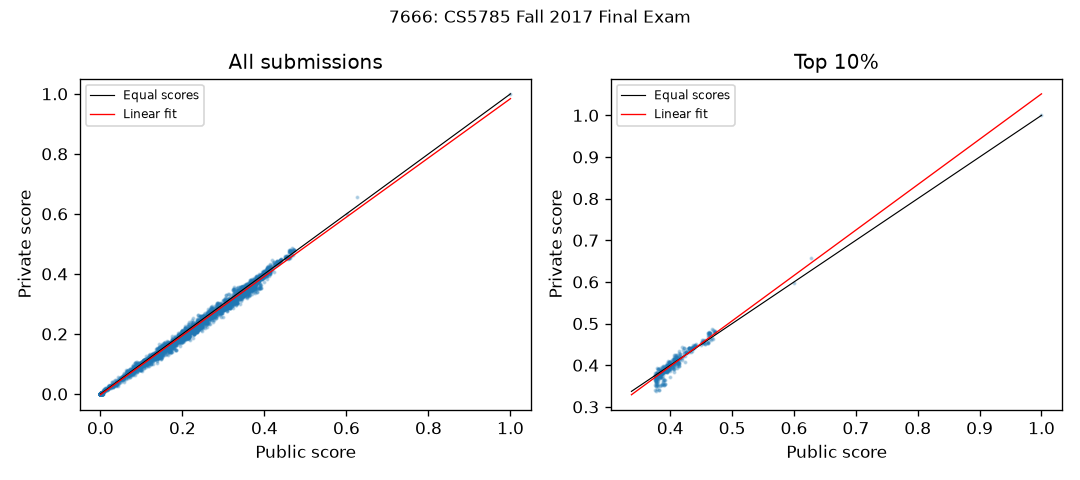 7666: CS5785 Fall 2017 Final Exam
All submissions
Equal scores
Linear fit
Private score
1.0
0.8
0.6
0.4
0.2
0.0
0.0 0.2 0.4 0.6 0.8 1.0
Public score
Top 10%
Equal scores
Linear fit
Private score
1.0
0.9
0.8
0.7
0.6
0.5
0.4
0.3
0.4 0.5 0.6 0.7 0.8 0.9 1.0
Public score